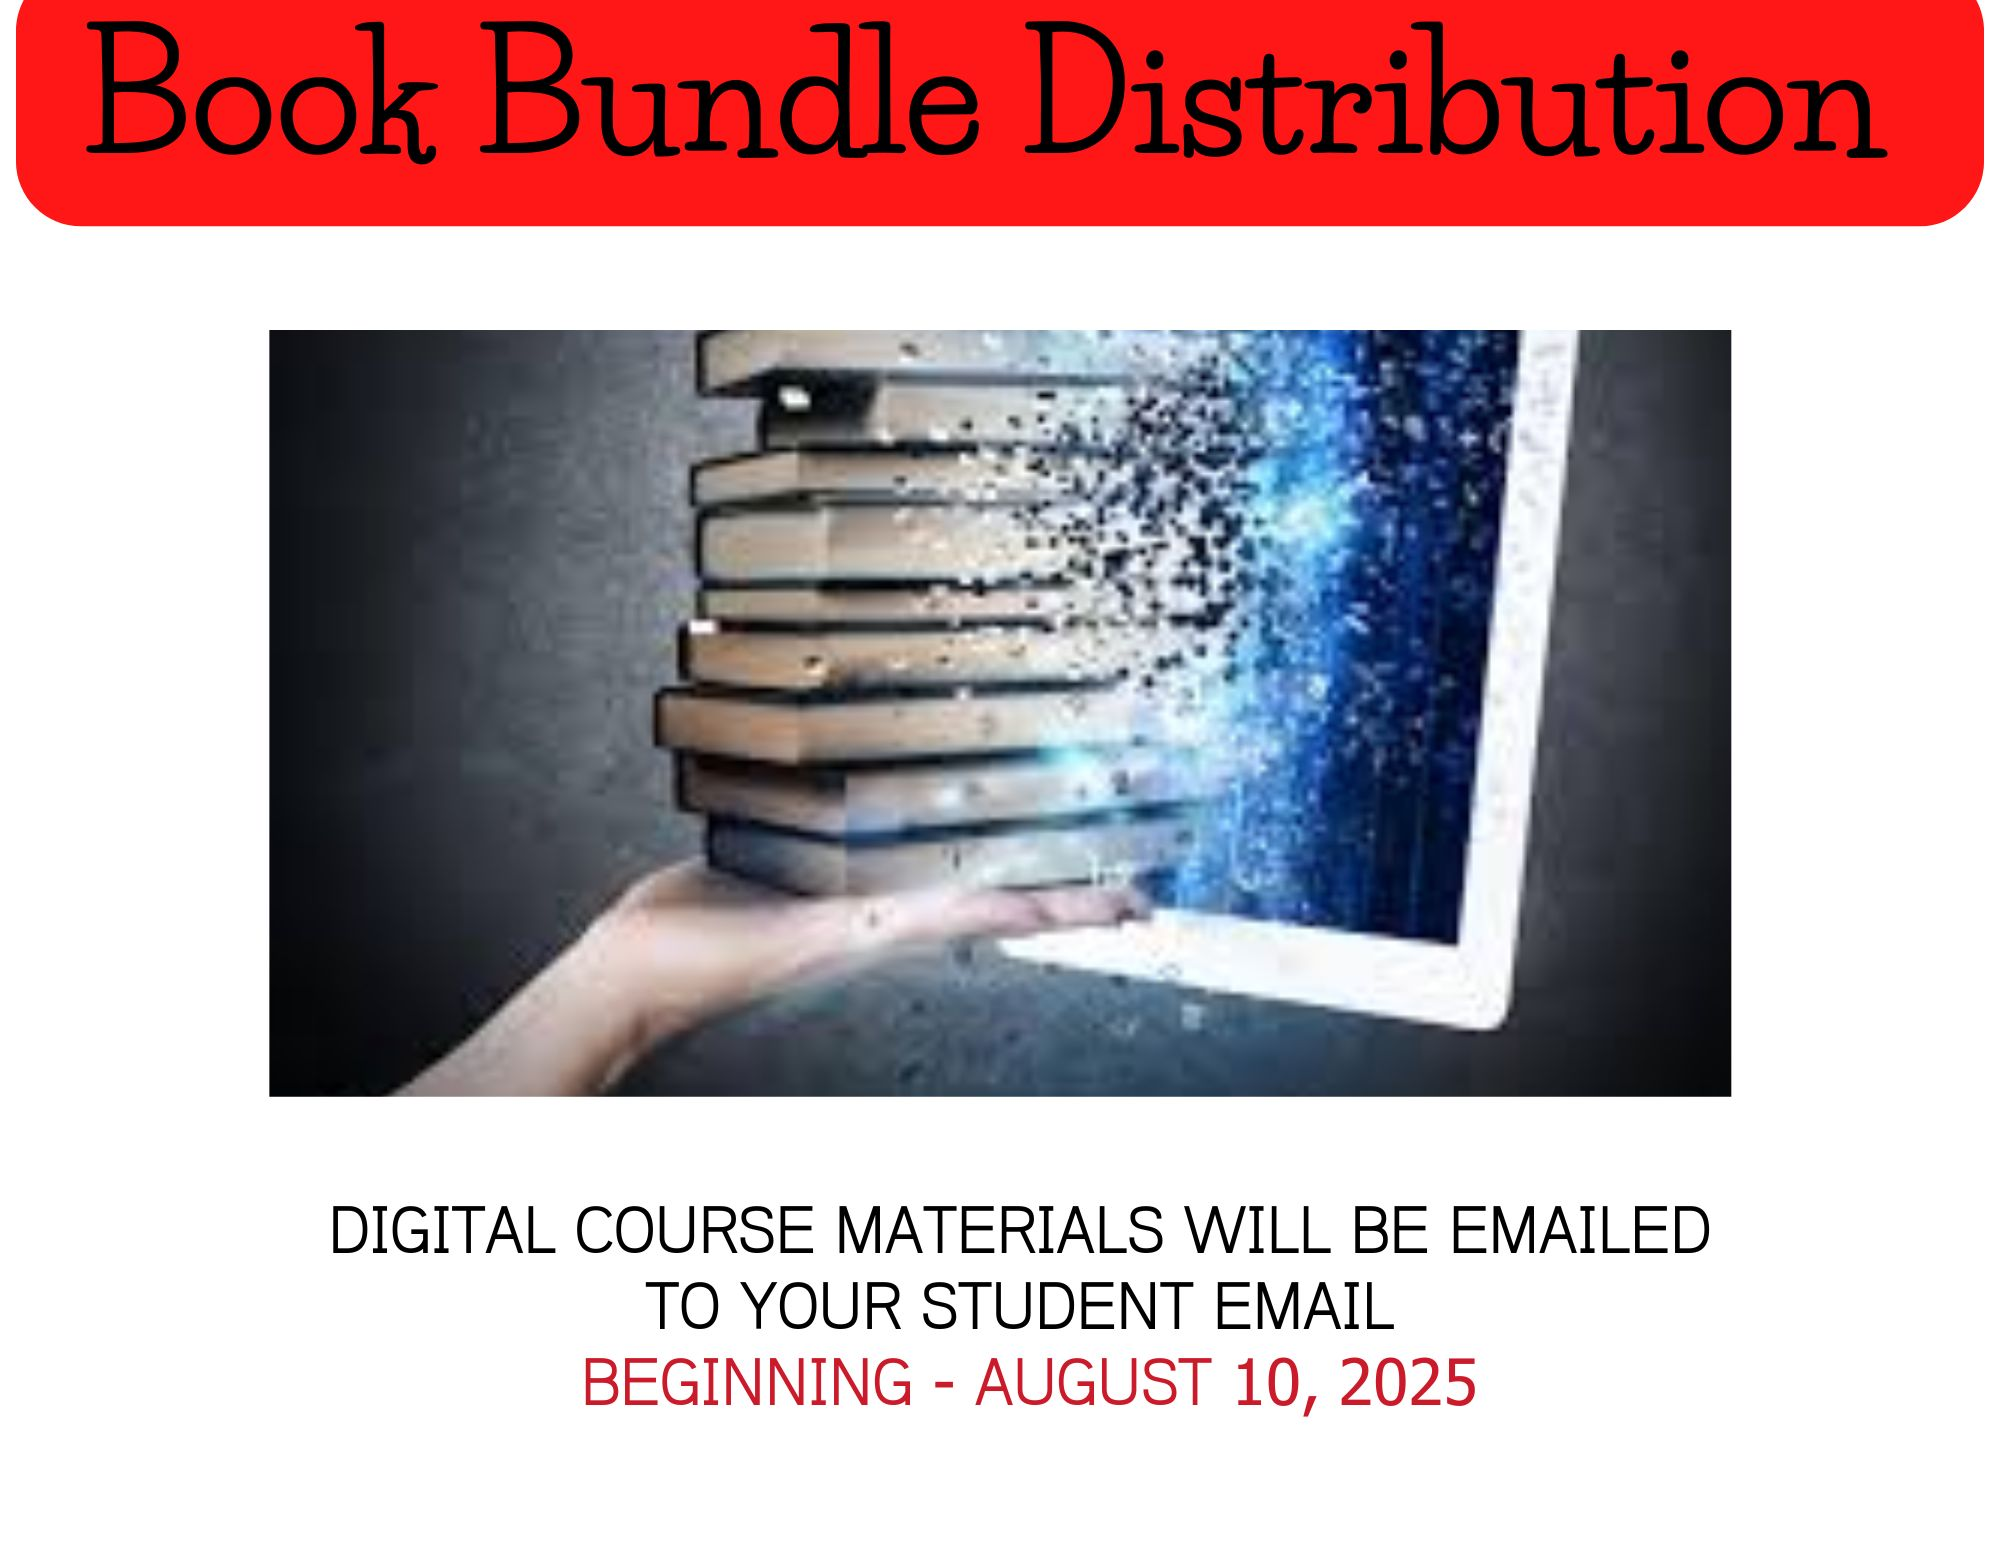 Book Bundle Distribution
DIGITAL COURSE MATERIALS WILL BE EMAILED
TO YOUR STUDENT EMAIL
BEGINNING - AUGUST 10, 2025